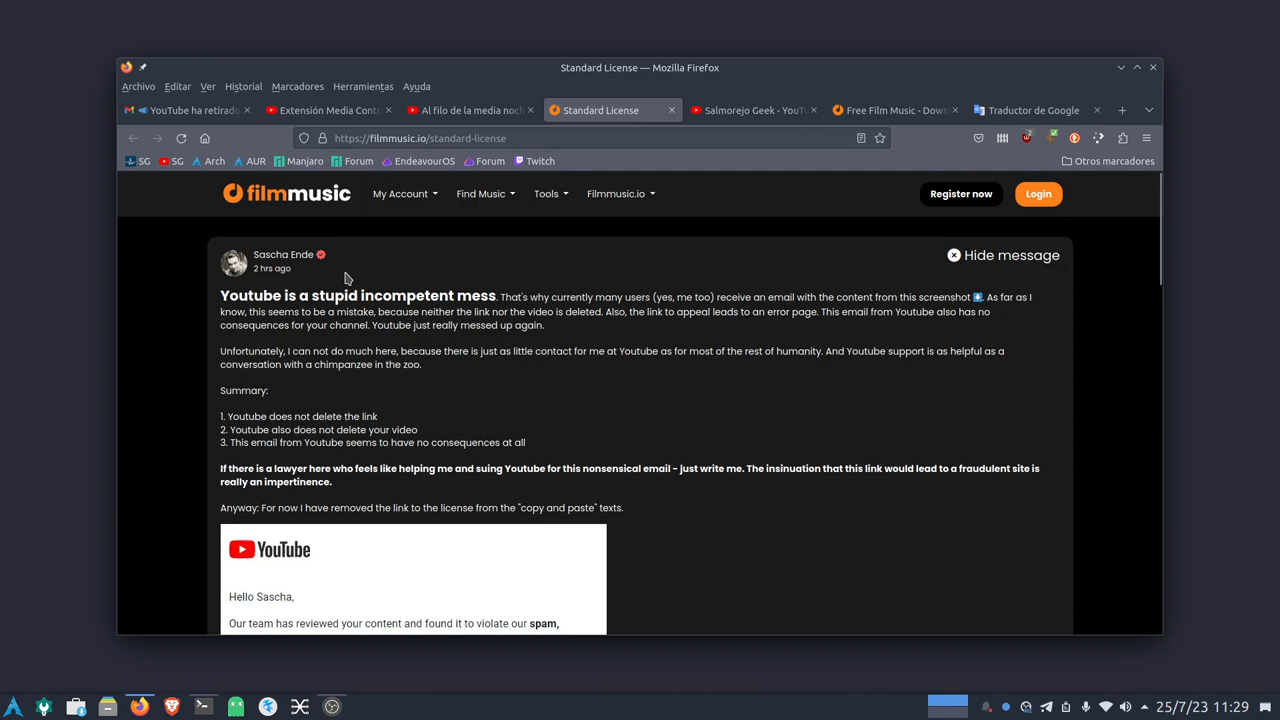 Standard License — Mozilla Firefox
Archivo Editar Ver Historial Marcadores Herramientas Ayuda
YouTube ha retirado Extensión Media Contr Al filo de la media noch Standard License Salmorejo Geek - YouTu Free Film Music - Down Traductor de Google
https://filmmusic.io/standard-license
SG SG Arch AUR Manjaro Forum EndeavourOS Forum Twitch Otros marcadores
filmmusic My Account Find Music Tools Filmmusic.io Register now Login
Sascha Ende
2 hrs ago
Hide message
Youtube is a stupid incompetent mess. That's why currently many users (yes, me too) receive an email with the content from this screenshot ⬇️. As far as I
know, this seems to be a mistake, because neither the link nor the video is deleted. Also, the link to appeal leads to an error page. This email from Youtube also has no
consequences for your channel. Youtube just really messed up again.
Unfortunately, I can not do much here, because there is just as little contact for me at Youtube as for most of the rest of humanity. And Youtube support is as helpful as a
conversation with a chimpanzee in the zoo.
Summary:
1. Youtube does not delete the link
2. Youtube also does not delete your video
3. This email from Youtube seems to have no consequences at all
If there is a lawyer here who feels like helping me and suing Youtube for this nonsensical email - just write me. The insinuation that this link would lead to a fraudulent site is
really an impertinence.
Anyway: For now I have removed the link to the license from the "copy and paste" texts.
YouTube
Hello Sascha,
Our team has reviewed your content and found it to violate our spam,
25/7/23 11:29